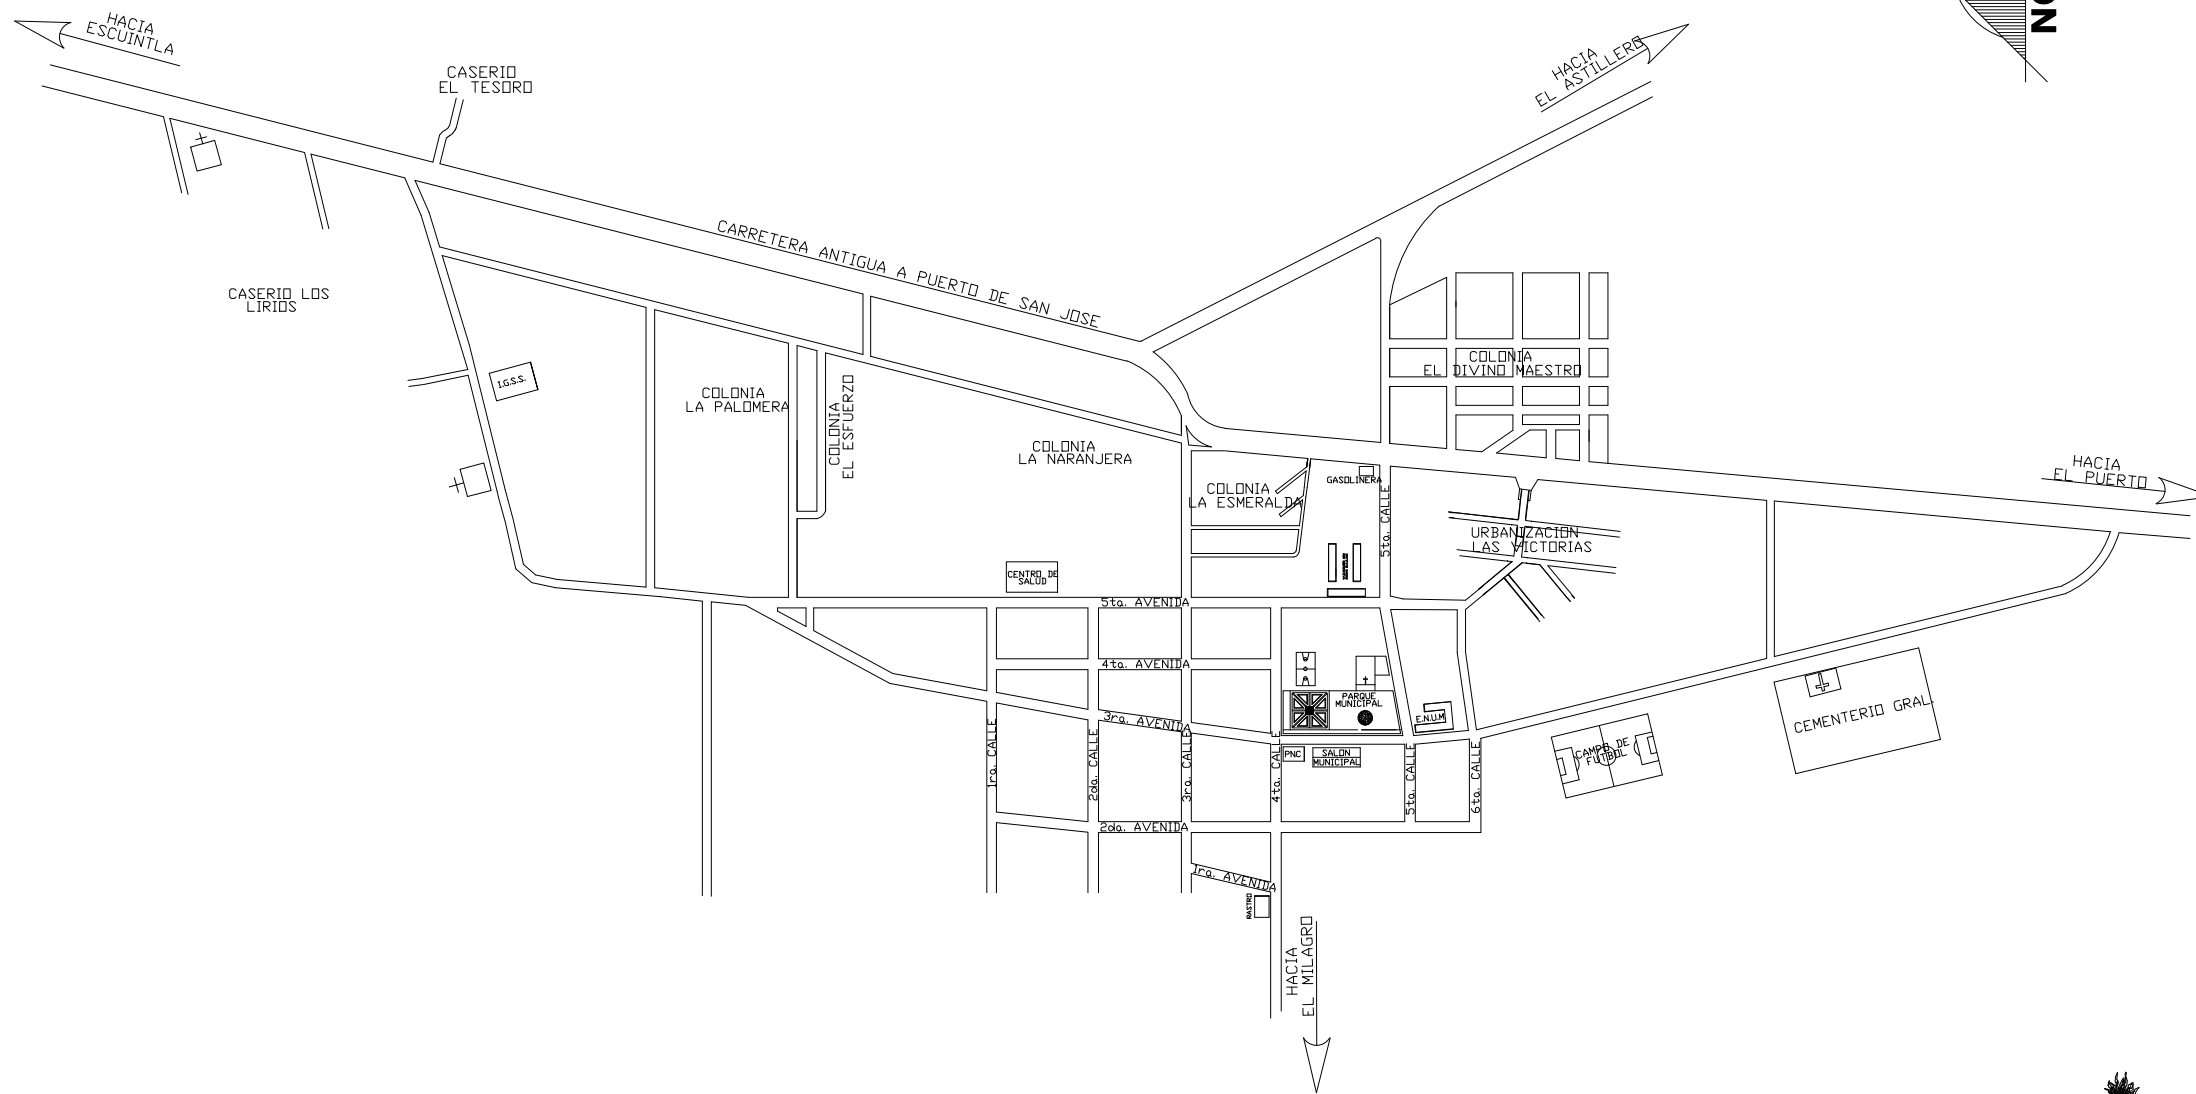 HACIA
ESCUINTLA
CASERIO
EL TESORO
HACIA
EL ASTILLERO
CASERIO LOS
LIRIOS
CARRETERA ANTIGUA A PUERTO DE SAN JOSE
I.G.S.S.
COLONIA
LA PALOMERA
COLONIA
EL ESFUERZO
COLONIA
LA NARANJERA
COLONIA
EL DIVINO MAESTRO
COLONIA
LA ESMERALDA
GASOLINERA
5ta. CALLE
URBANIZACION
LAS VICTORIAS
HACIA
EL PUERTO
CENTRO DE
SALUD
5ta. AVENIDA
4ta. AVENIDA
3ra. AVENIDA
PARQUE
MUNICIPAL
E.N.U.M
PNC
SALON
MUNICIPAL
1ra. CALLE
2da. CALLE
3ra. CALLE
4ta. CALLE
5ta. CALLE
6ta. CALLE
CAMPO DE
FUTBOL
CEMENTERIO GRAL.
2da. AVENIDA
1ra. AVENIDA
RASTRO
HACIA
EL MILAGRO